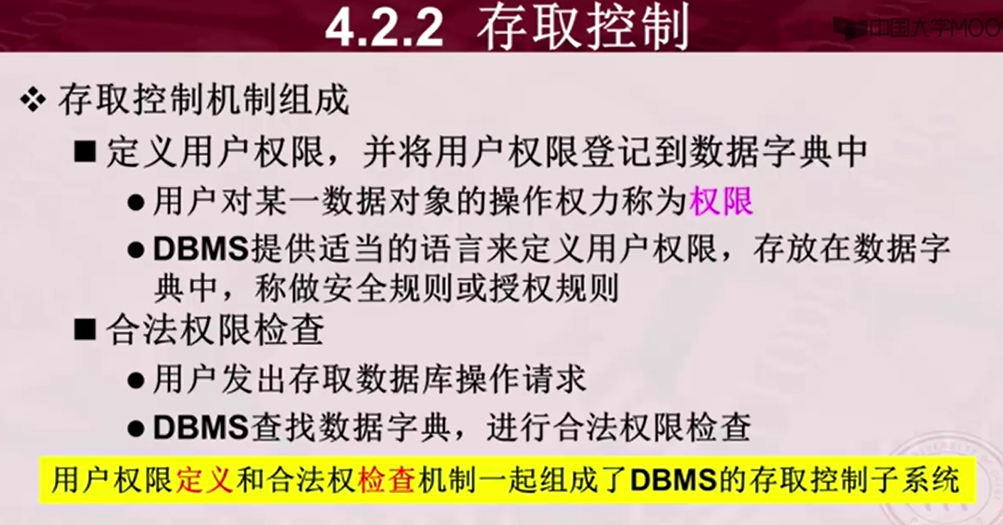 4.2.2 存取控制
中国大学MOO
❖ 存取控制机制组成
■ 定义用户权限，并将用户权限登记到数据字典中
● 用户对某一数据对象的操作权力称为权限
● DBMS提供适当的语言来定义用户权限，存放在数据字
典中，称做安全规则或授权规则
■ 合法权限检查
● 用户发出存取数据库操作请求
● DBMS查找数据字典，进行合法权限检查
用户权限定义和合法权检查机制一起组成了DBMS的存取控制子系统